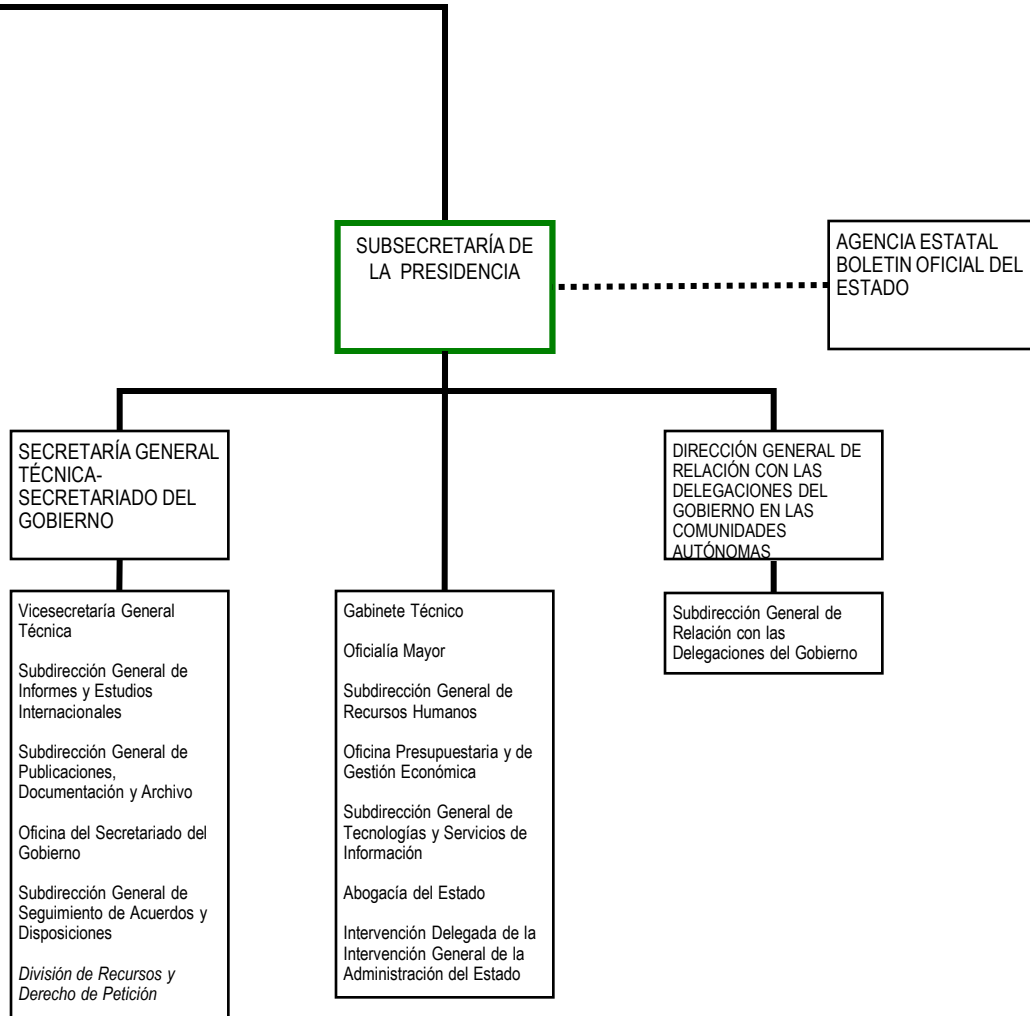 SUBSECRETARÍA DE
LA PRESIDENCIA
AGENCIA ESTATAL
BOLETIN OFICIAL DEL
ESTADO
SECRETARÍA GENERAL
TÉCNICA-
SECRETARIADO DEL
GOBIERNO
DIRECCIÓN GENERAL DE
RELACIÓN CON LAS
DELEGACIONES DEL
GOBIERNO EN LAS
COMUNIDADES
AUTÓNOMAS
Vicesecretaría General
Técnica
Subdirección General de
Informes y Estudios
Internacionales
Subdirección General de
Publicaciones,
Documentación y Archivo
Oficina del Secretariado del
Gobierno
Subdirección General de
Seguimiento de Acuerdos y
Disposiciones
División de Recursos y
Derecho de Petición
Gabinete Técnico
Oficialía Mayor
Subdirección General de
Recursos Humanos
Oficina Presupuestaria y de
Gestión Económica
Subdirección General de
Tecnologías y Servicios de
Información
Abogacía del Estado
Intervención Delegada de la
Intervención General de la
Administración del Estado
Subdirección General de
Relación con las
Delegaciones del Gobierno